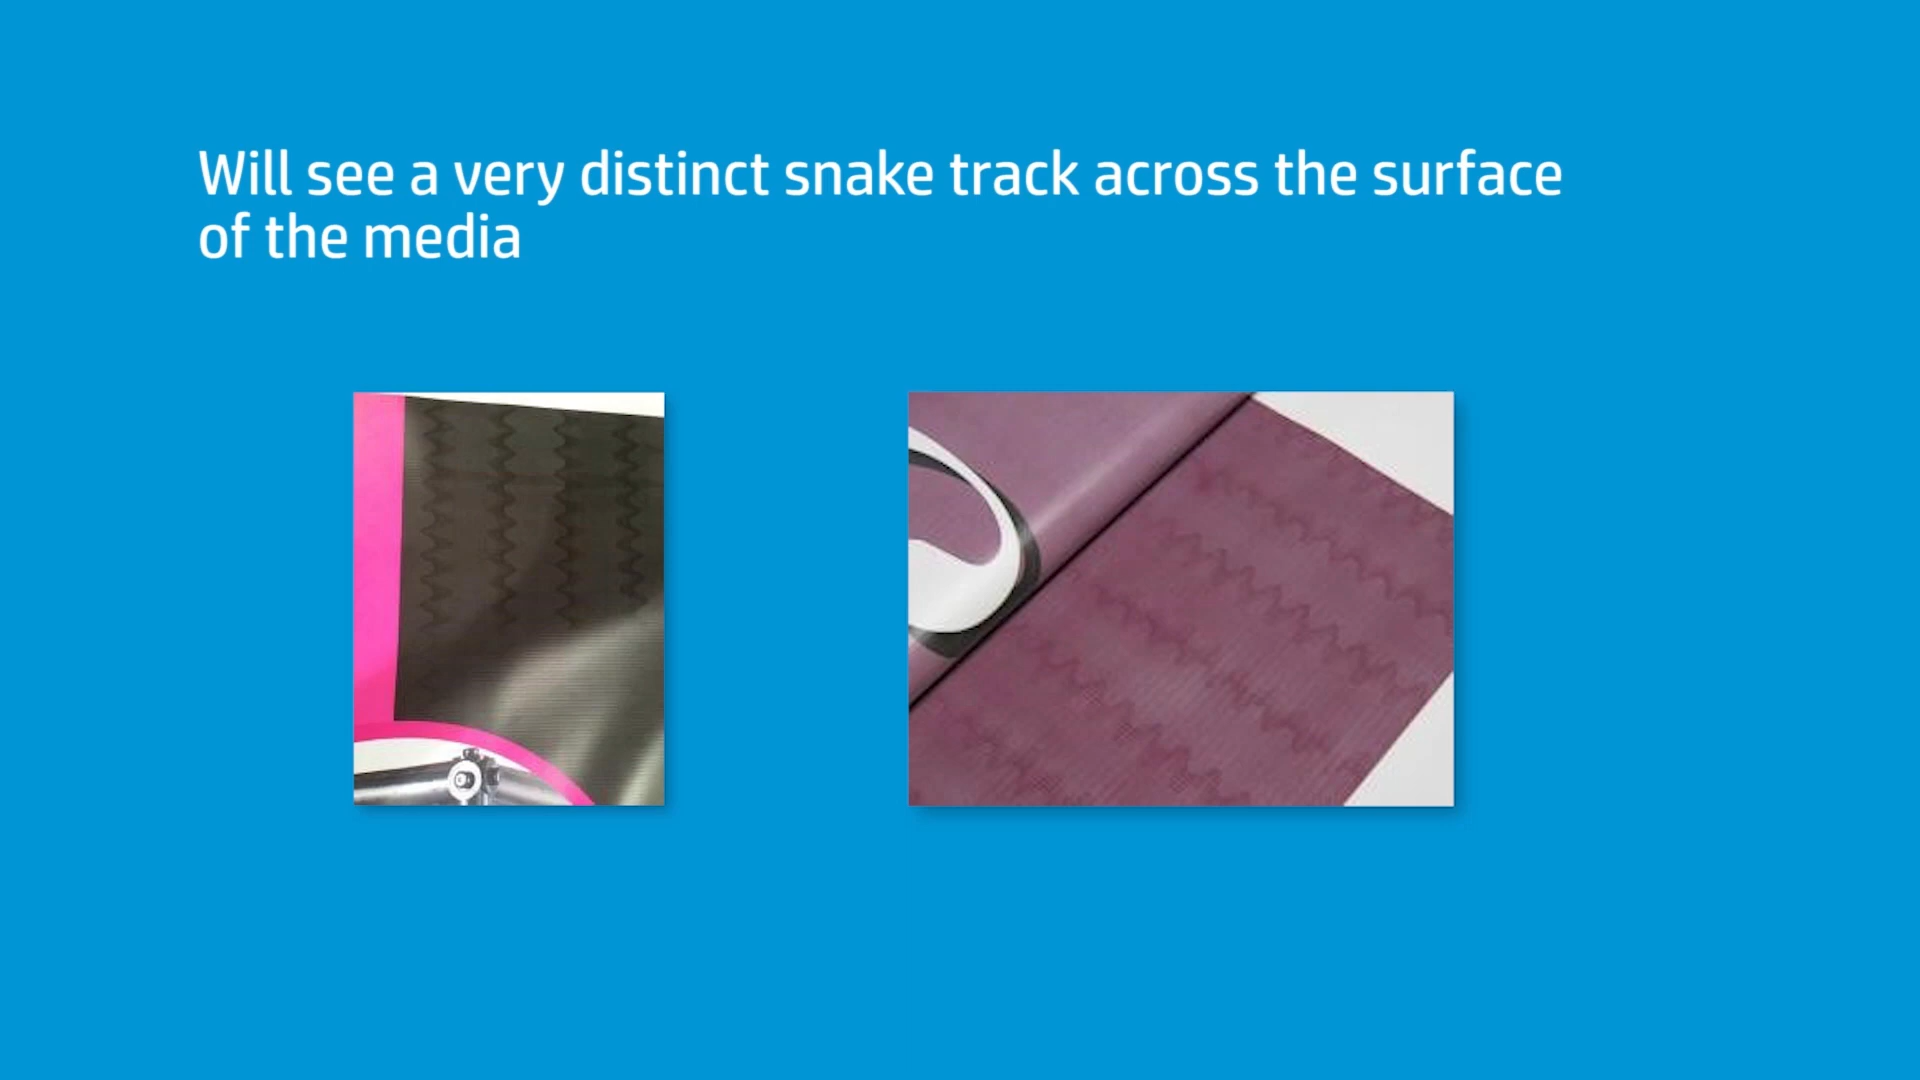 Will see a very distinct snake track across the surface
of the media